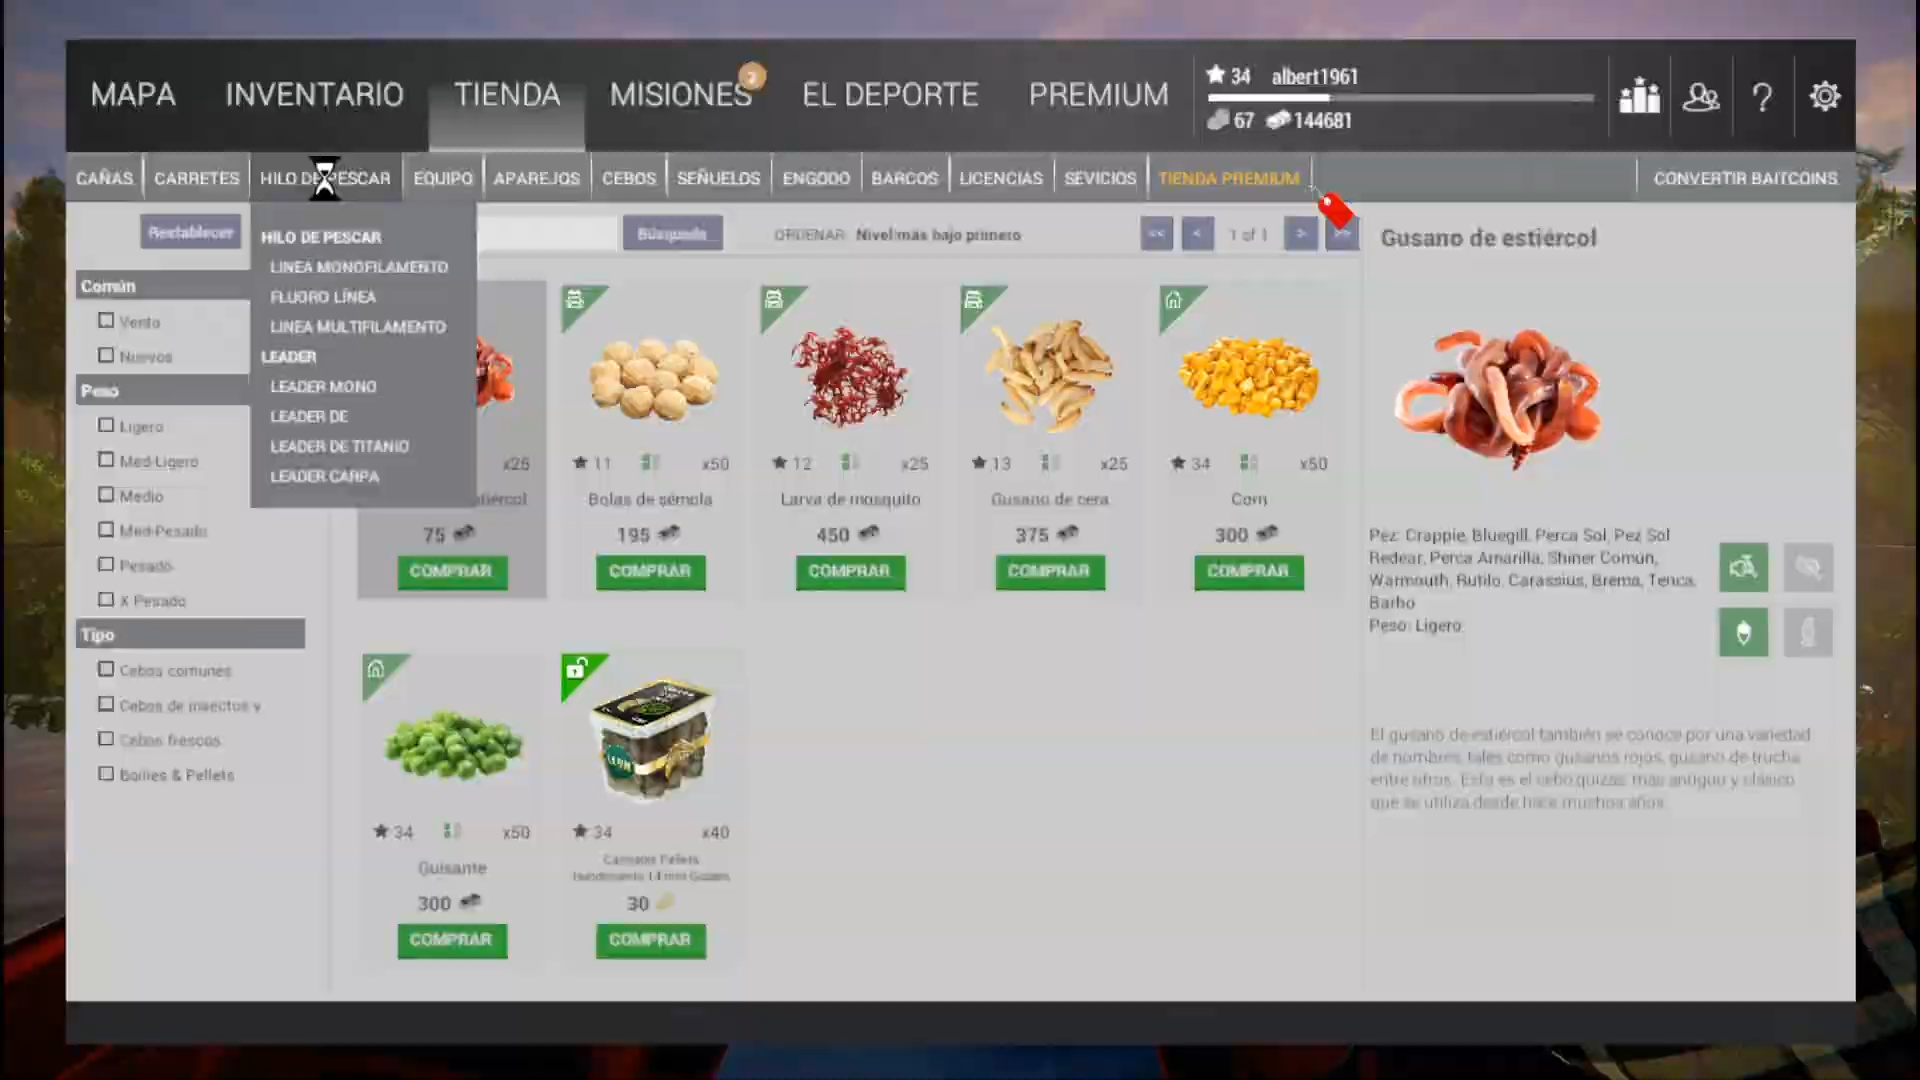 MAPA INVENTARIO TIENDA MISIONES EL DEPORTE PREMIUM
34 albert1961
67 144681
CAÑAS CARRETES HILO DE PESCAR EQUIPO APAREJOS CEBOS SEÑUELOS ENGODO BARCOS LICENCIAS SEVICIOS TIENDA PREMIUM CONVERTIR BAITCOINS
Restablecer
Búsqueda
ORDENAR: Nivel:más bajo primero
<< < 1 of 1 > >>
HILO DE PESCAR
LINEA MONOFILAMENTO
FLUORO LÍNEA
LINEA MULTIFILAMENTO
LEADER
LEADER MONO
LEADER DE
LEADER DE TITANIO
LEADER CARPA
Común
Venta
Nuevos
Peso
Ligero
Med-Ligero
Medio
Med-Pesado
Pesado
X Pesado
Tipo
Cebos comunes
Cebos de insectos y
Cebos frescos
Boilies & Pellets
x25
75
COMPRAR
11 x50
Bolas de sémola
195
COMPRAR
12 x25
Larva de mosquito
450
COMPRAR
13 x25
Gusano de cera
375
COMPRAR
34 x50
Corn
300
COMPRAR
34 x50
Guisante
300
COMPRAR
34 x40
30
COMPRAR
Gusano de estiércol
Pez: Crappie, Bluegill, Perca Sol, Pez Sol
Redear, Perca Amarilla, Shiner Común,
Warmouth, Rutilo, Carassius, Brema, Tenca,
Barbo
Peso: Ligero
El gusano de estiércol también se conoce por una variedad
de nombres, tales como gusanos rojos, gusano de trucha
entre otros. Este es el cebo quizás más antiguo y clásico
que se utiliza desde hace muchos años.